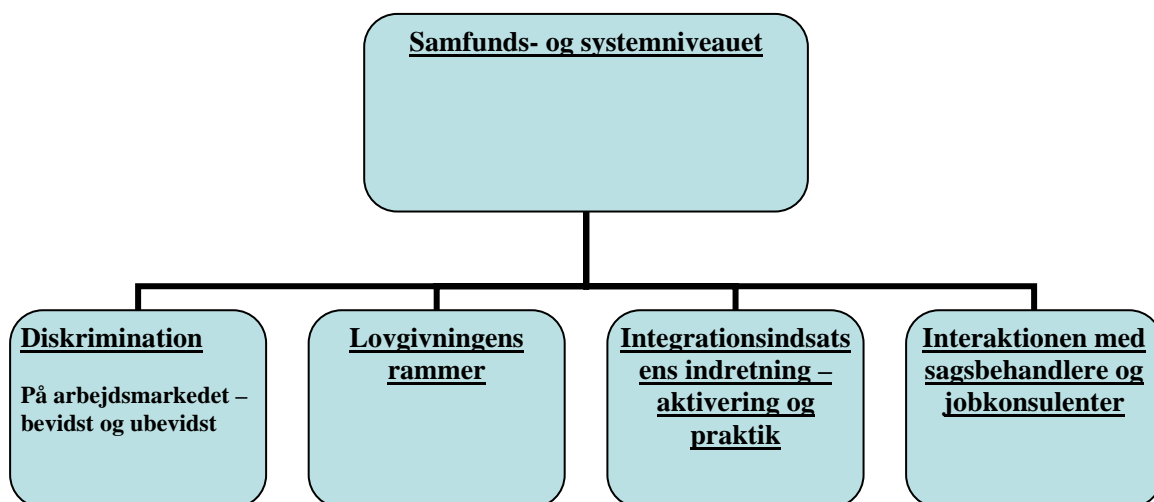 Samfunds- og systemniveauet
Diskrimination
På arbejdsmarkedet –
bevidst og ubevidst
Lovgivningens
rammer
Integrationsindsats
ens indretning –
aktivering og
praktik
Interaktionen med
sagsbehandlere og
jobkonsulenter